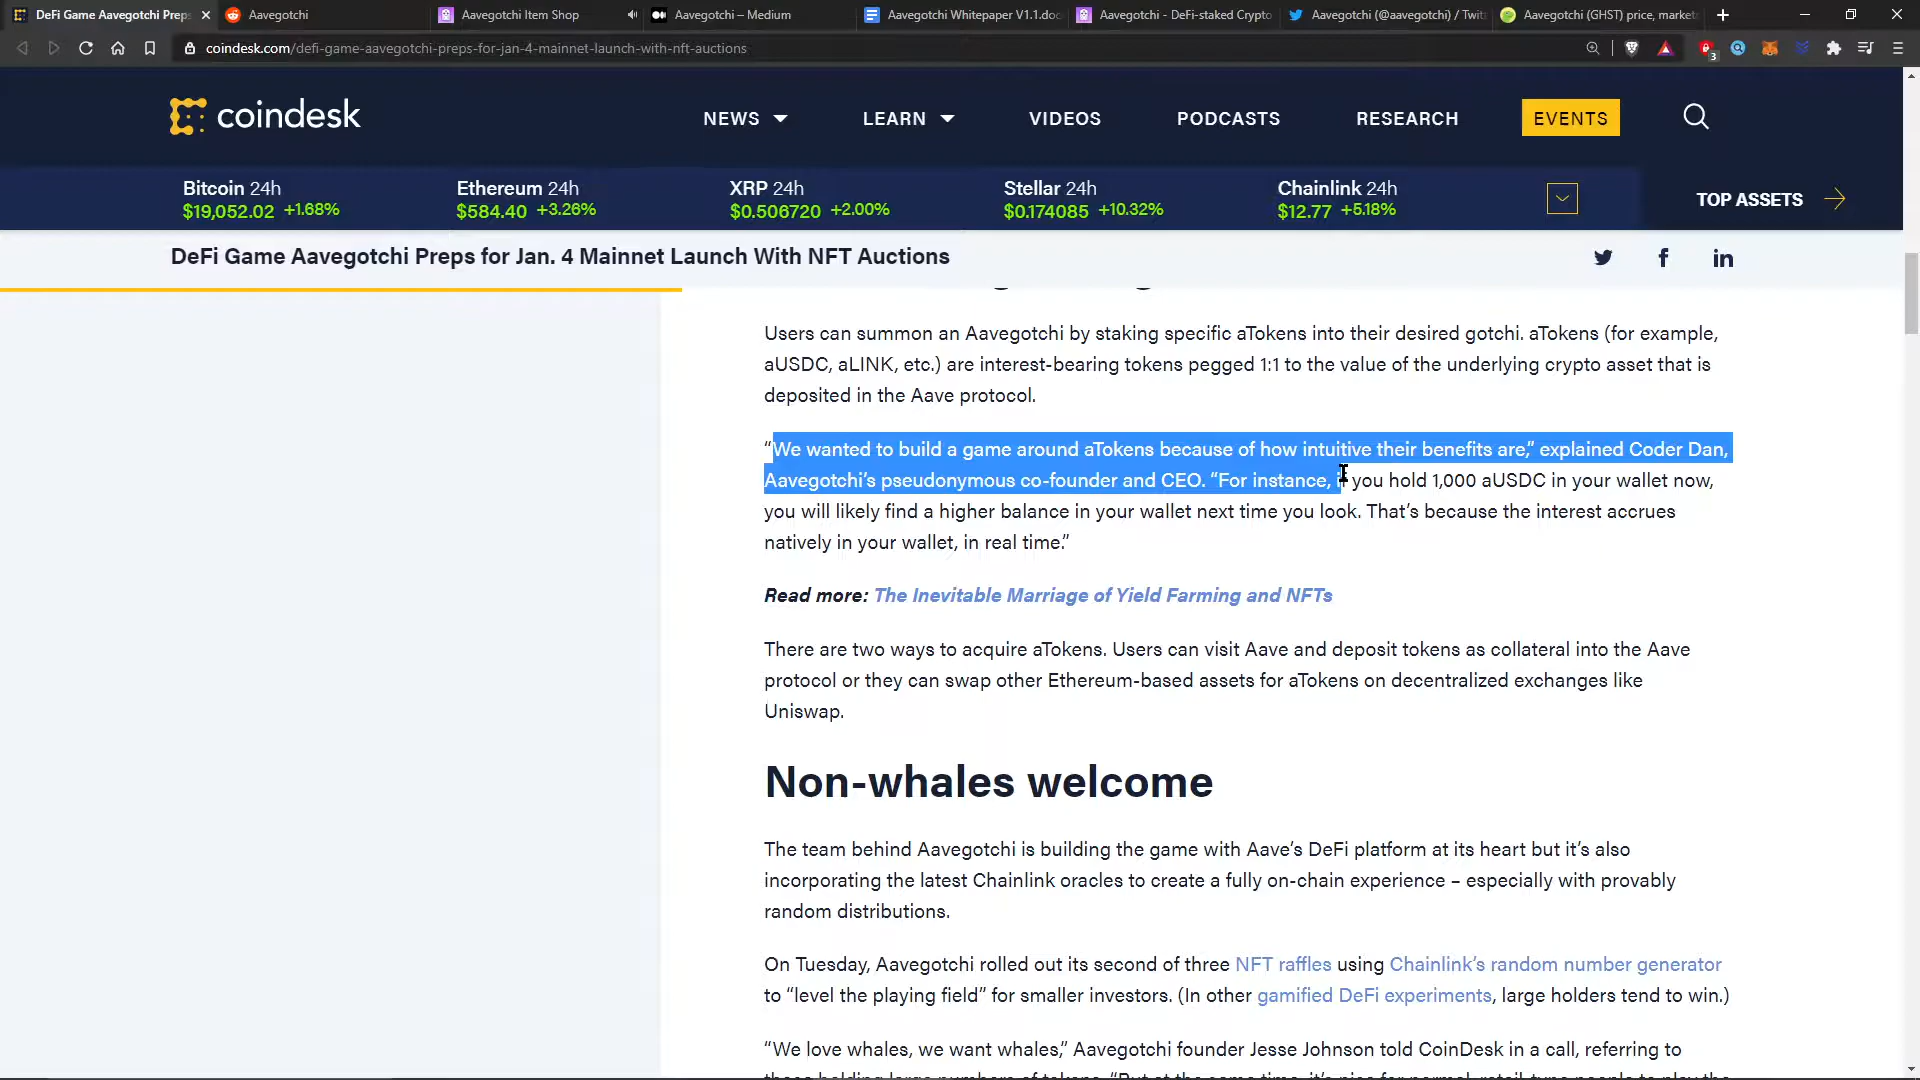 DeFi Game Aavegotchi Preps
Aavegotchi
Aavegotchi Item Shop
Aavegotchi – Medium
Aavegotchi Whitepaper V1.1.doc
Aavegotchi - DeFi-staked Crypto
Aavegotchi (@aavegotchi) / Twit
Aavegotchi (GHST) price, market
coindesk.com/defi-game-aavegotchi-preps-for-jan-4-mainnet-launch-with-nft-auctions
3
coindesk
NEWS
LEARN
VIDEOS
PODCASTS
RESEARCH
EVENTS
Bitcoin 24h
$19,052.02 +1.68%
Ethereum 24h
$584.40 +3.26%
XRP 24h
$0.506720 +2.00%
Stellar 24h
$0.174085 +10.32%
Chainlink 24h
$12.77 +5.18%
TOP ASSETS
DeFi Game Aavegotchi Preps for Jan. 4 Mainnet Launch With NFT Auctions
Users can summon an Aavegotchi by staking specific aTokens into their desired gotchi. aTokens (for example,
aUSDC, aLINK, etc.) are interest-bearing tokens pegged 1:1 to the value of the underlying crypto asset that is
deposited in the Aave protocol.
“We wanted to build a game around aTokens because of how intuitive their benefits are,” explained Coder Dan,
Aavegotchi’s pseudonymous co-founder and CEO. “For instance, if you hold 1,000 aUSDC in your wallet now,
you will likely find a higher balance in your wallet next time you look. That’s because the interest accrues
natively in your wallet, in real time.”
Read more: The Inevitable Marriage of Yield Farming and NFTs
There are two ways to acquire aTokens. Users can visit Aave and deposit tokens as collateral into the Aave
protocol or they can swap other Ethereum-based assets for aTokens on decentralized exchanges like
Uniswap.
Non-whales welcome
The team behind Aavegotchi is building the game with Aave’s DeFi platform at its heart but it’s also
incorporating the latest Chainlink oracles to create a fully on-chain experience – especially with provably
random distributions.
On Tuesday, Aavegotchi rolled out its second of three NFT raffles using Chainlink’s random number generator
to “level the playing field” for smaller investors. (In other gamified DeFi experiments, large holders tend to win.)
“We love whales, we want whales,” Aavegotchi founder Jesse Johnson told CoinDesk in a call, referring to